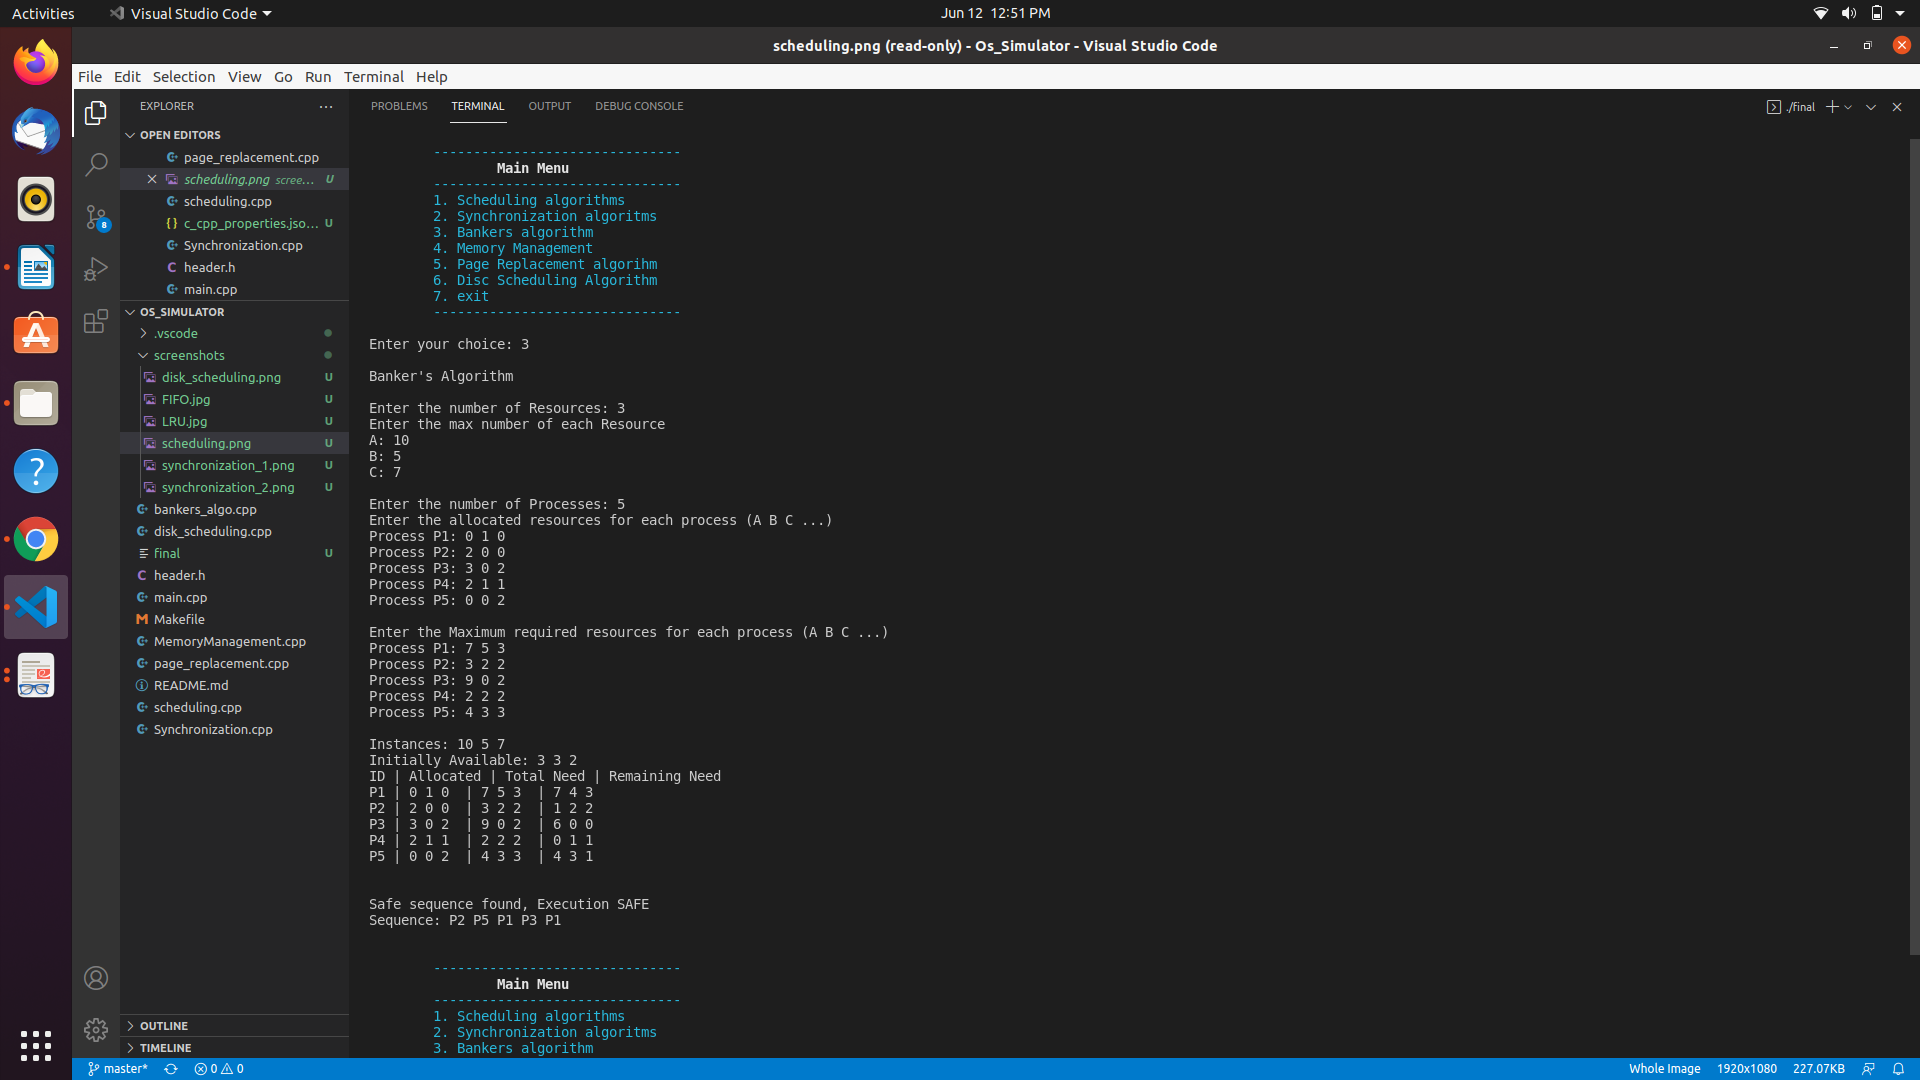 Activities
Visual Studio Code
Jun 12 12:51 PM
scheduling.png (read-only) - Os_Simulator - Visual Studio Code
File Edit Selection View Go Run Terminal Help
EXPLORER
OPEN EDITORS
page_replacement.cpp
scheduling.png scree... U
scheduling.cpp
{} c_cpp_properties.jso... U
Synchronization.cpp
C header.h
main.cpp
8
OS_SIMULATOR
.vscode
screenshots
disk_scheduling.png U
FIFO.jpg U
LRU.jpg U
scheduling.png U
synchronization_1.png U
synchronization_2.png U
bankers_algo.cpp
disk_scheduling.cpp
final U
C header.h
main.cpp
M Makefile
MemoryManagement.cpp
page_replacement.cpp
README.md
scheduling.cpp
Synchronization.cpp
OUTLINE
TIMELINE
PROBLEMS TERMINAL OUTPUT DEBUG CONSOLE
./final
-------------------------------
Main Menu
-------------------------------
1. Scheduling algorithms
2. Synchronization algoritms
3. Bankers algorithm
4. Memory Management
5. Page Replacement algorihm
6. Disc Scheduling Algorithm
7. exit
-------------------------------
Enter your choice: 3
Banker's Algorithm
Enter the number of Resources: 3
Enter the max number of each Resource
A: 10
B: 5
C: 7
Enter the number of Processes: 5
Enter the allocated resources for each process (A B C ...)
Process P1: 0 1 0
Process P2: 2 0 0
Process P3: 3 0 2
Process P4: 2 1 1
Process P5: 0 0 2
Enter the Maximum required resources for each process (A B C ...)
Process P1: 7 5 3
Process P2: 3 2 2
Process P3: 9 0 2
Process P4: 2 2 2
Process P5: 4 3 3
Instances: 10 5 7
Initially Available: 3 3 2
ID | Allocated | Total Need | Remaining Need
P1 | 0 1 0 | 7 5 3 | 7 4 3
P2 | 2 0 0 | 3 2 2 | 1 2 2
P3 | 3 0 2 | 9 0 2 | 6 0 0
P4 | 2 1 1 | 2 2 2 | 0 1 1
P5 | 0 0 2 | 4 3 3 | 4 3 1
Safe sequence found, Execution SAFE
Sequence: P2 P5 P1 P3 P1
-------------------------------
Main Menu
-------------------------------
1. Scheduling algorithms
2. Synchronization algoritms
3. Bankers algorithm
master* 0 0
Whole Image 1920x1080 227.07KB